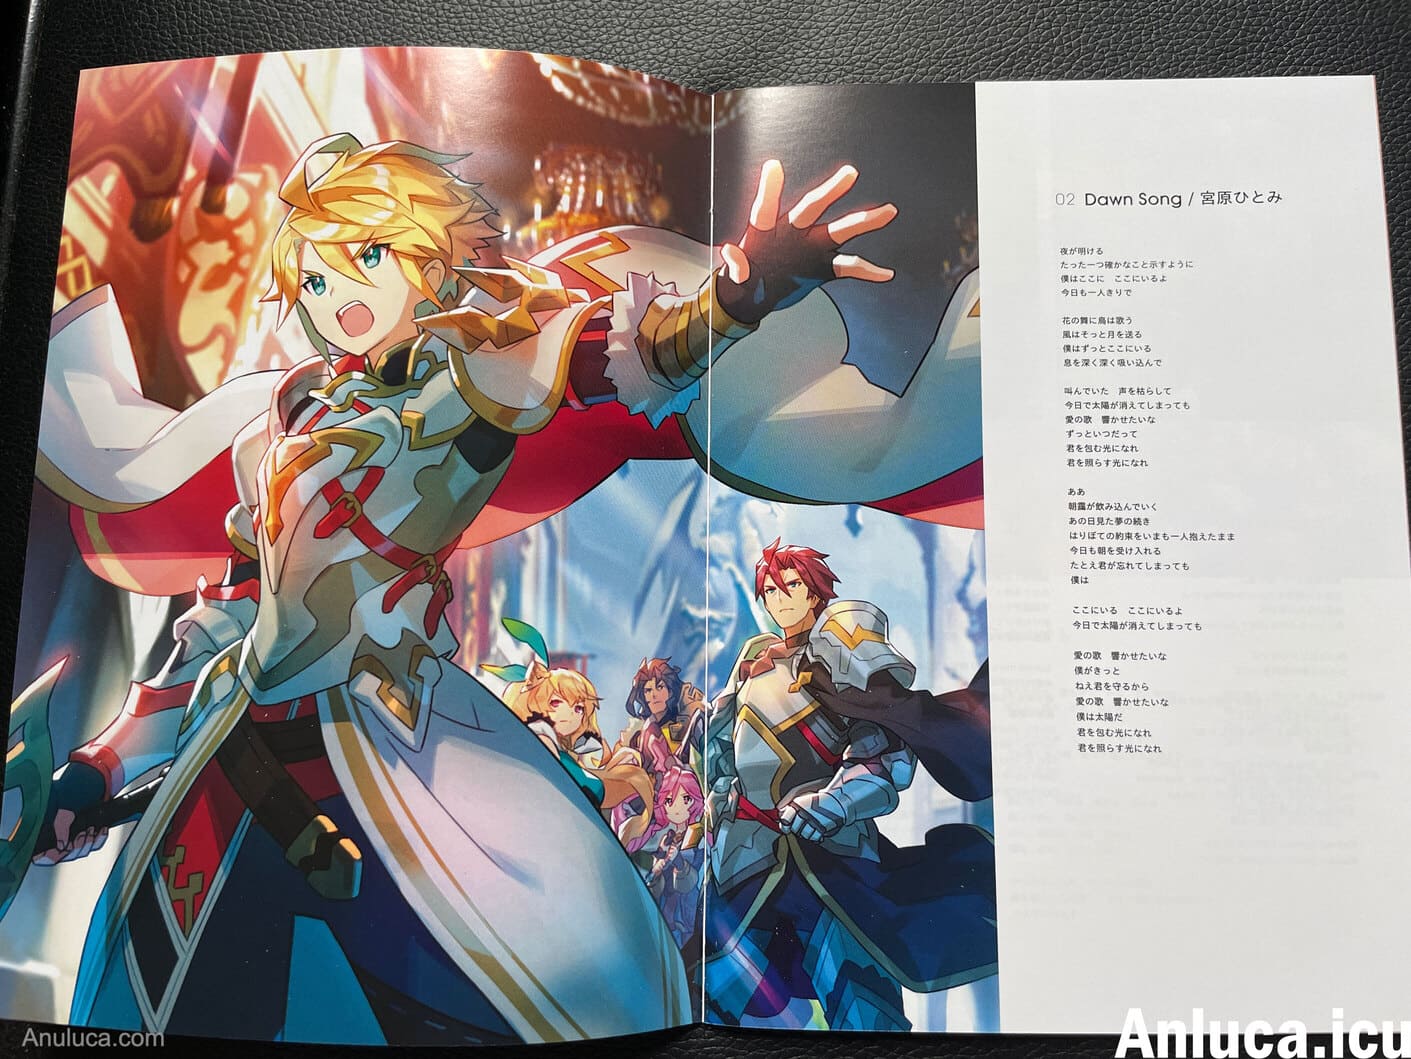 02 Dawn Song / 宮原ひとみ
夜が明ける
たった一つ確かなこと示すように
僕はここに　ここにいるよ
今日も一人きりで
花の舞に鳥は歌う
風はそっと月を送る
僕はずっとここにいる
息を深く深く吸い込んで
叫んでいた　声を枯らして
今日で太陽が消えてしまっても
愛の歌　響かせたいな
ずっといつだって
君を包む光になれ
君を照らす光になれ
ああ
朝靄が飲み込んでいく
あの日見た夢の続き
はりぼての約束をいまも一人抱えたまま
今日も朝を受け入れる
たとえ君が忘れてしまっても
僕は
ここにいる　ここにいるよ
今日で太陽が消えてしまっても
愛の歌　響かせたいな
僕がきっと
ねえ君を守るから
愛の歌　響かせたいな
僕は太陽だ
君を包む光になれ
君を照らす光になれ
Anuluca.com
Anluca.icu